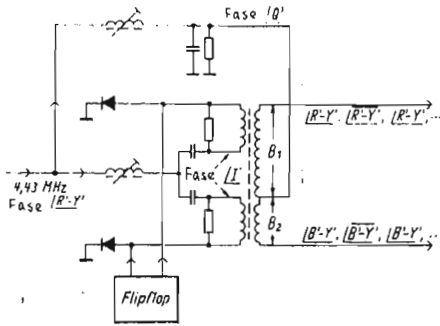 Fase 'Q'
R'-Y', R'-Y', R'-Y',...
B₁
4,43 MHz
Fase R'-Y'
Fase I
B₂
B'-Y', B'-Y', B'-Y',...
Flipflop